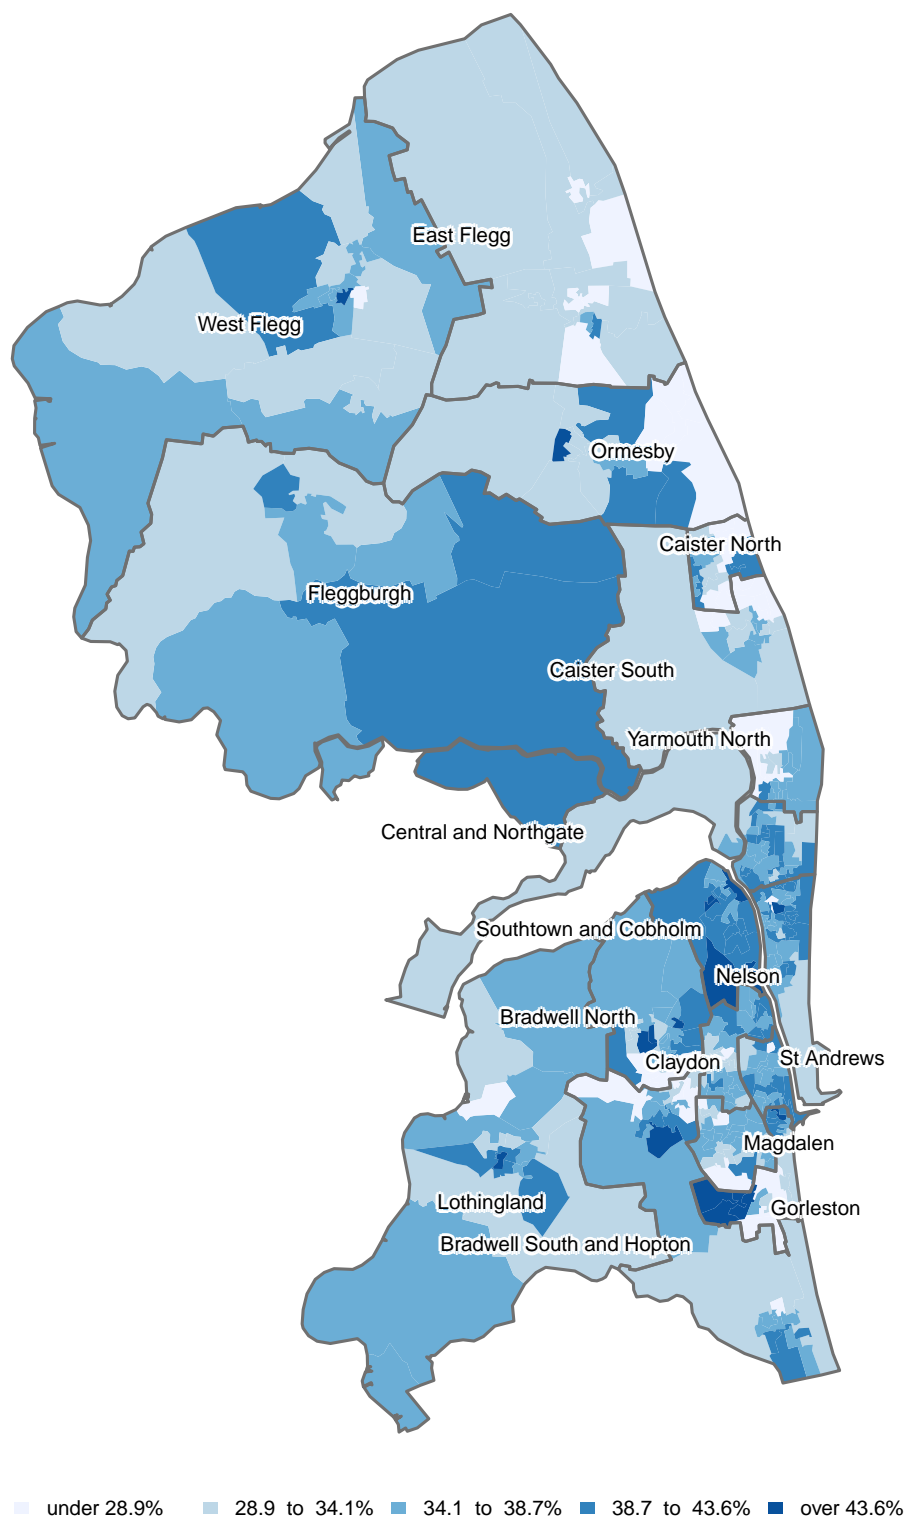 East Flegg
West Flegg
Ormesby
Caister North
Fleggburgh
Caister South
Yarmouth North
Central and Northgate
Southtown and Cobholm
Nelson
Bradwell North
St Andrews
Claydon
Magdalen
Lothingland
Gorleston
Bradwell South and Hopton
under 28.9% 28.9 to 34.1% 34.1 to 38.7% 38.7 to 43.6% over 43.6%